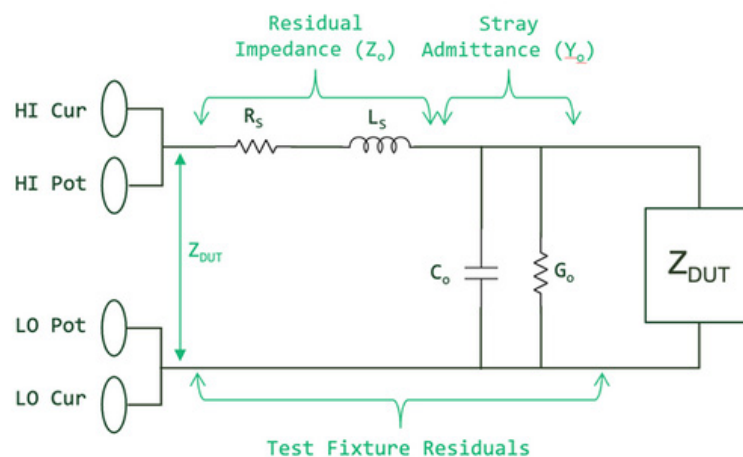 Residual
Impedance (Zo)
Stray
Admittance (Yo)
HI Cur
RS
LS
HI Pot
ZDUT
Co
Go
ZDUT
LO Pot
LO Cur
Test Fixture Residuals